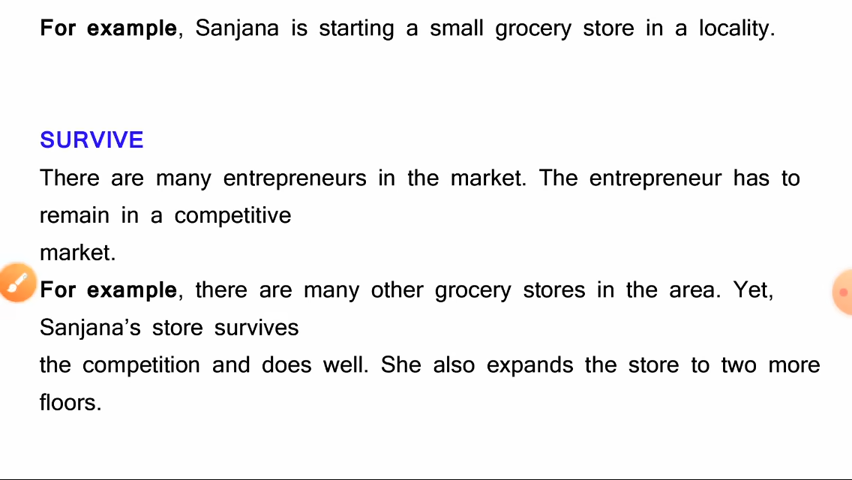 For example, Sanjana is starting a small grocery store in a locality.
SURVIVE
There are many entrepreneurs in the market. The entrepreneur has to
remain in a competitive
market.
For example, there are many other grocery stores in the area. Yet,
Sanjana’s store survives
the competition and does well. She also expands the store to two more
floors.